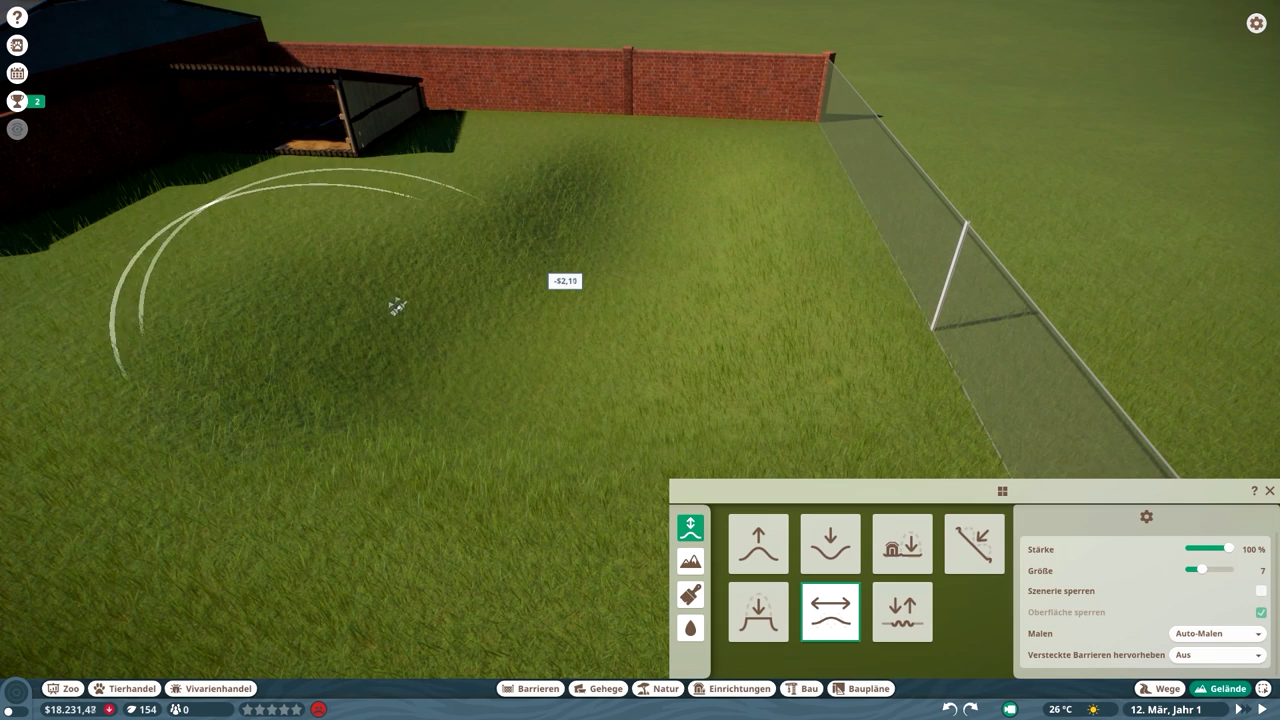 ?
2
-$2,10
? ×
Stärke 100 %
Größe 7
Szenerie sperren
Oberfläche sperren
Malen Auto-Malen
Versteckte Barrieren hervorheben Aus
Zoo Tierhandel Vivarienhandel Barrieren Gehege Natur Einrichtungen Bau Baupläne Wege Gelände
154 0 26 °C 12. Mär, Jahr 1